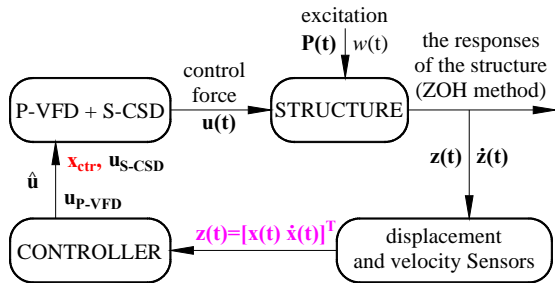 excitation
P(t) w(t)
the responses
of the structure
(ZOH method)
control
force
u(t)
P-VFD + S-CSD
STRUCTURE
z(t) ż(t)
x_ctr, u_S-CSD
û
u_P-VFD
z(t)=[x(t) ẋ(t)]^T
CONTROLLER
displacement
and velocity Sensors